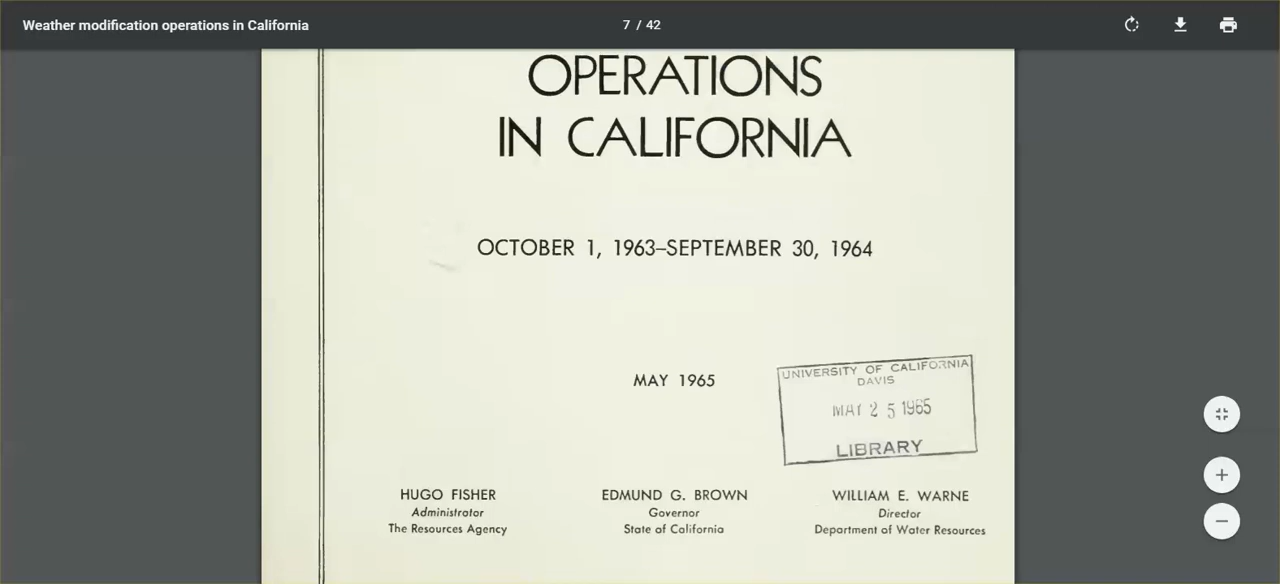 Weather modification operations in California
7 / 42
OPERATIONS
IN CALIFORNIA
OCTOBER 1, 1963–SEPTEMBER 30, 1964
MAY 1965
UNIVERSITY OF CALIFORNIA
DAVIS
MAY 2 5 1965
LIBRARY
HUGO FISHER
Administrator
The Resources Agency
EDMUND G. BROWN
Governor
State of California
WILLIAM E. WARNE
Director
Department of Water Resources